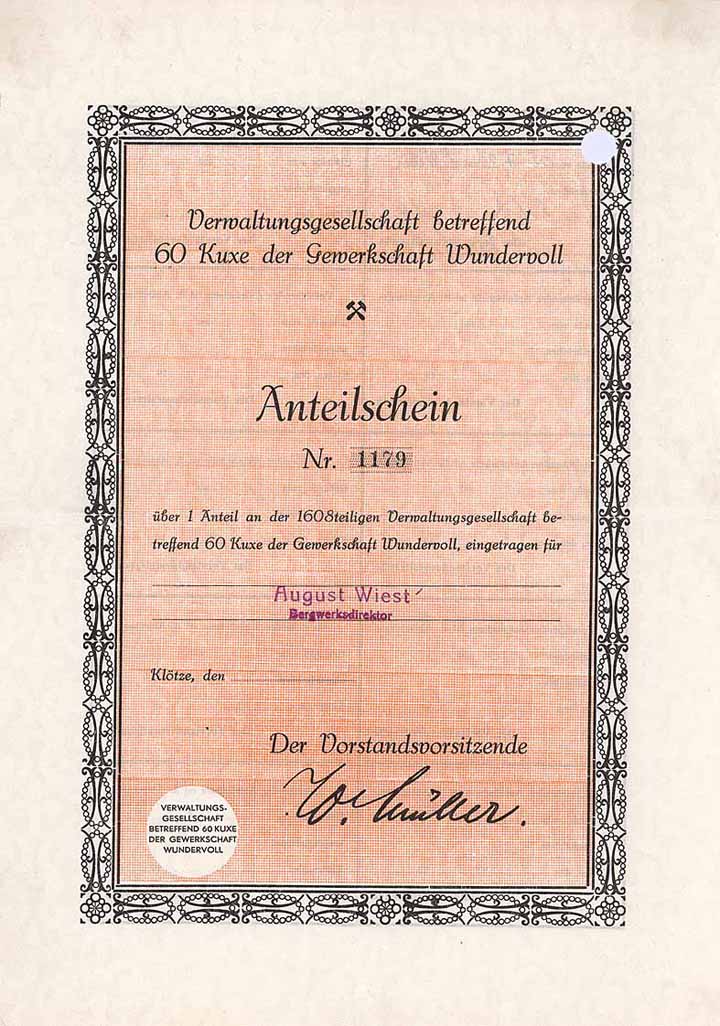 Verwaltungsgesellschaft betreffend
60 Kuxe der Gewerkschaft Wundervoll
Anteilschein
Nr. 1179
über 1 Anteil an der 1608teiligen Verwaltungsgesellschaft be-
treffend 60 Kuxe der Gewerkschaft Wundervoll, eingetragen für
August Wiest
Bergwerksdirektor
Klötze, den
Der Vorstandsvorsitzende
W. Müller.
VERWALTUNGS-
GESELLSCHAFT
BETREFFEND 60 KUXE
DER GEWERKSCHAFT
WUNDERVOLL